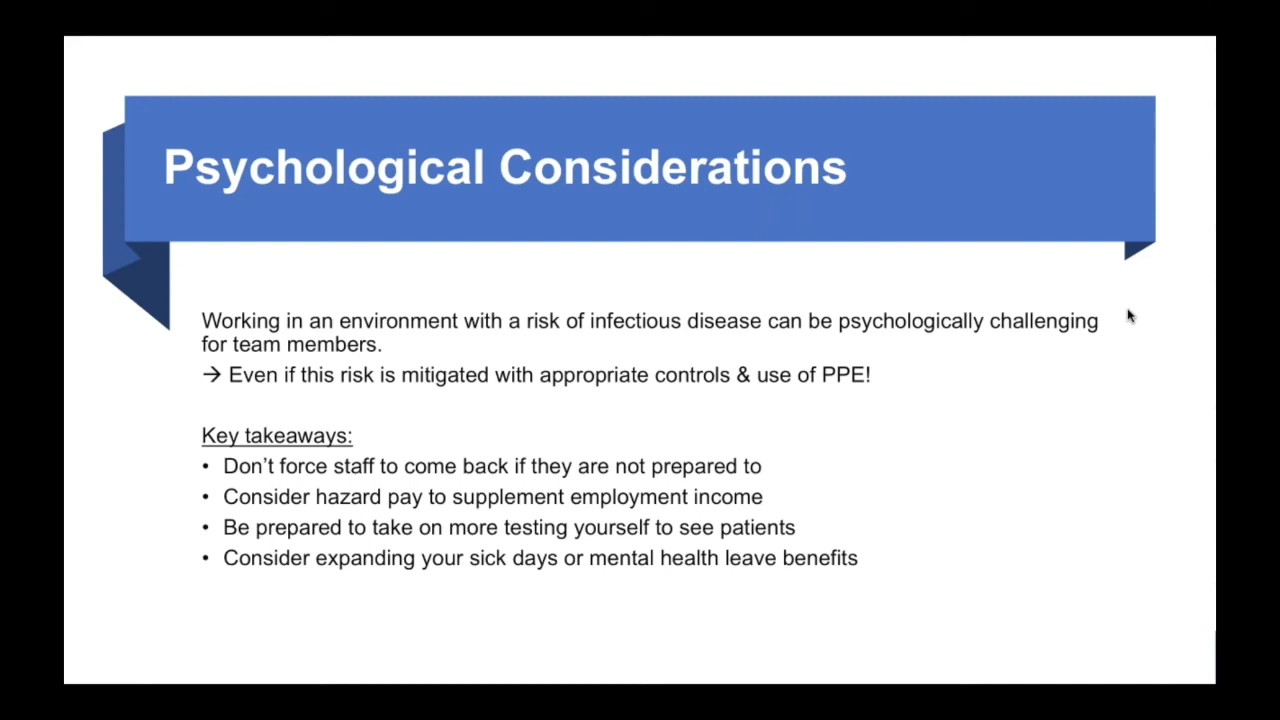 Psychological Considerations
Working in an environment with a risk of infectious disease can be psychologically challenging
for team members.
→ Even if this risk is mitigated with appropriate controls & use of PPE!
Key takeaways:
• Don’t force staff to come back if they are not prepared to
• Consider hazard pay to supplement employment income
• Be prepared to take on more testing yourself to see patients
• Consider expanding your sick days or mental health leave benefits